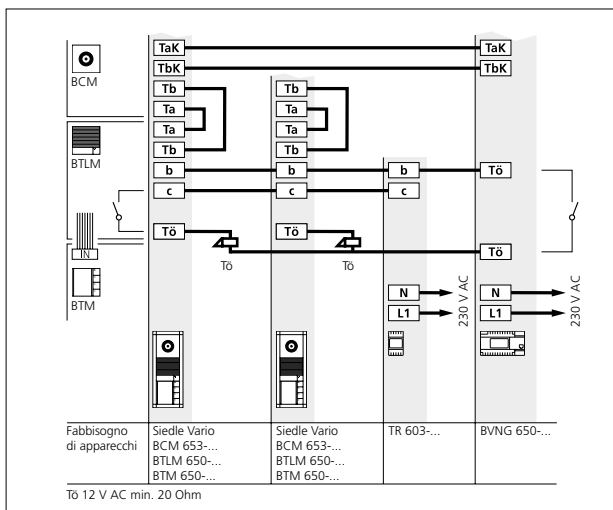 TaK TaK
BCM TbK TbK
Tb Tb
Ta Ta
BTLM Ta Ta
Tb Tb
b b b Tö
c c c
Tö Tö
Tö Tö Tö
IN
BTM N N
L1 L1
230 V AC 230 V AC
Fabbisogno Siedle Vario Siedle Vario TR 603-... BVNG 650-...
di apparecchi BCM 653-... BCM 653-...
BTLM 650-... BTLM 650-...
BTM 650-... BTM 650-...
Tö 12 V AC min. 20 Ohm